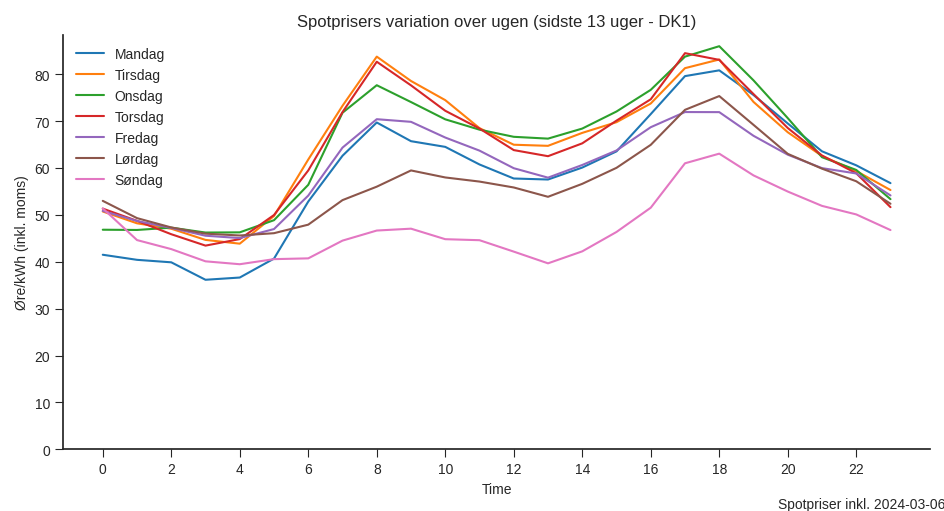 Spotprisers variation over ugen (sidste 13 uger - DK1)
Mandag
Tirsdag
Onsdag
Torsdag
Fredag
Lørdag
Søndag
Øre/kWh (inkl. moms)
80
70
60
50
40
30
20
10
0
0 2 4 6 8 10 12 14 16 18 20 22
Time
Spotpriser inkl. 2024-03-06